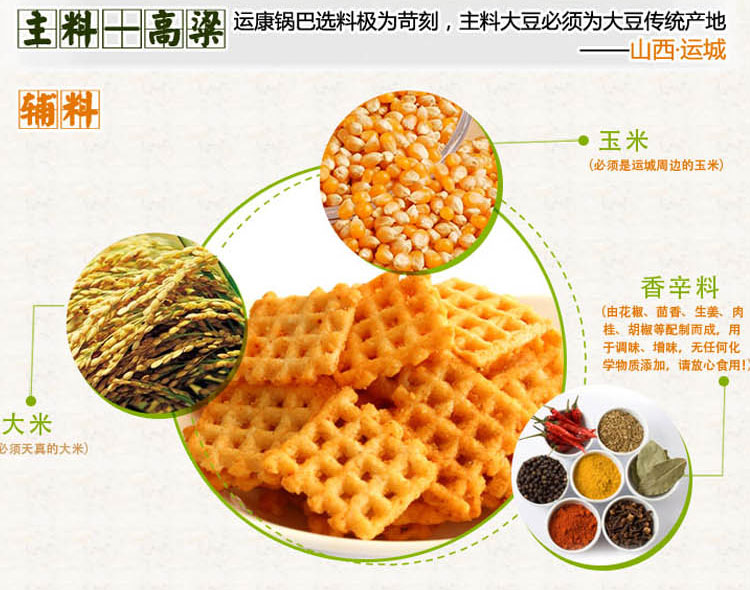 主料—高粱 运康锅巴选料极为苛刻，主料大豆必须为大豆传统产地
——山西·运城
辅料
玉米
(必须是运城周边的玉米)
香辛料
(由花椒、茴香、生姜、肉
桂、胡椒等配制而成，用
于调味、增味，无任何化
学物质添加，请放心食用!)
大米
必须天真的大米)